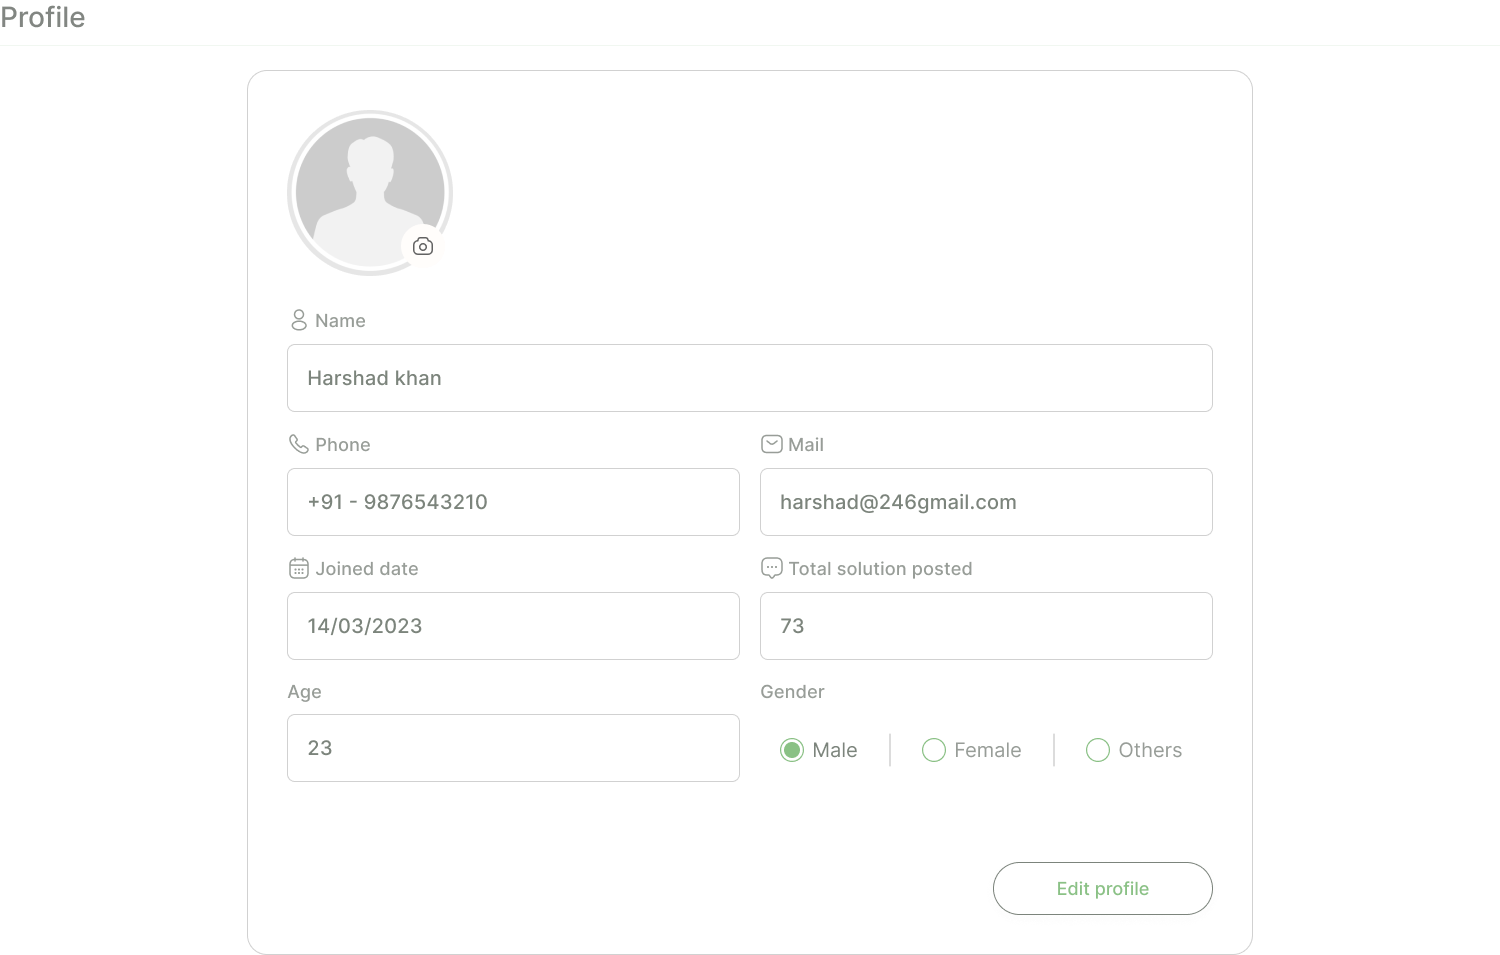 Profile
Name
Harshad khan
Phone
Mail
+91 - 9876543210
harshad@246gmail.com
Joined date
Total solution posted
14/03/2023
73
Age
Gender
23
Male
Female
Others
Edit profile